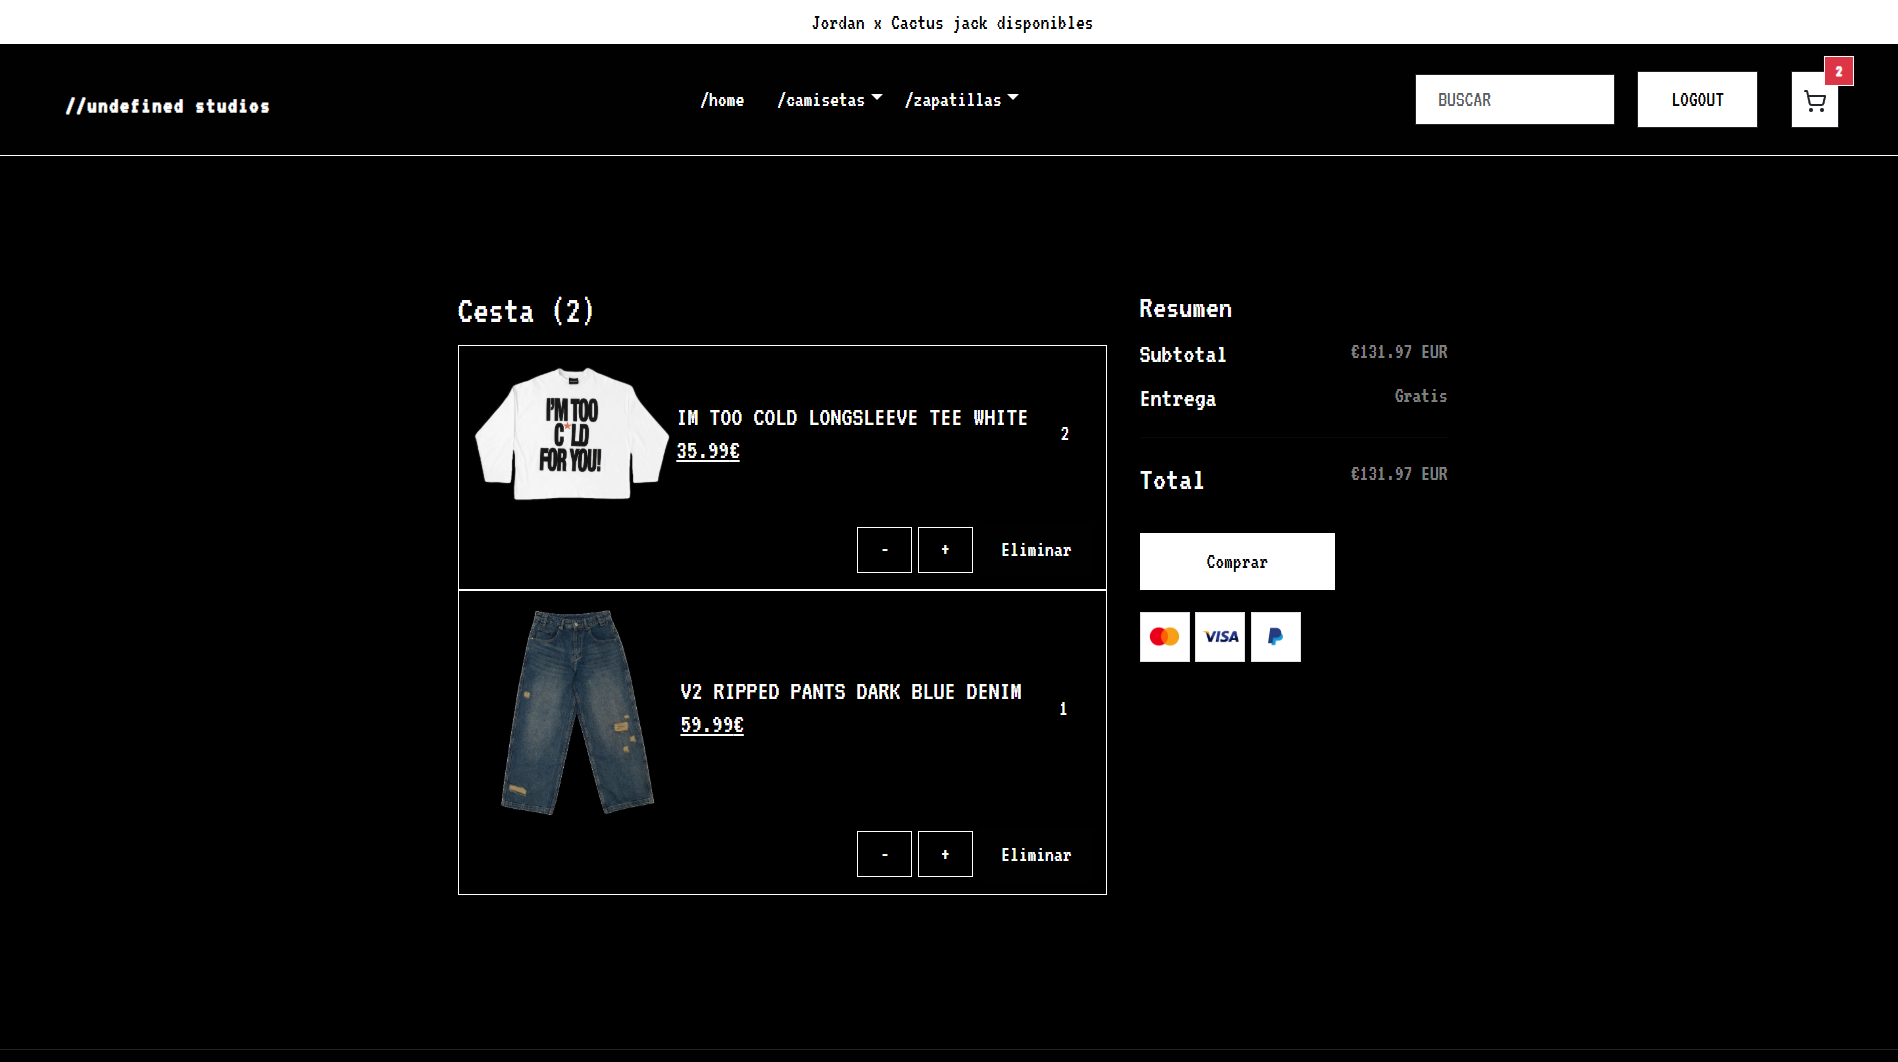 Jordan x Cactus jack disponibles
//undefined studios
/home
/camisetas
/zapatillas
BUSCAR
LOGOUT
2
Cesta (2)
I'M TOO
C*LD
FOR YOU!
IM TOO COLD LONGSLEEVE TEE WHITE
35.99€
2
-
+
Eliminar
V2 RIPPED PANTS DARK BLUE DENIM
59.99€
1
-
+
Eliminar
Resumen
Subtotal €131.97 EUR
Entrega Gratis
Total €131.97 EUR
Comprar
VISA